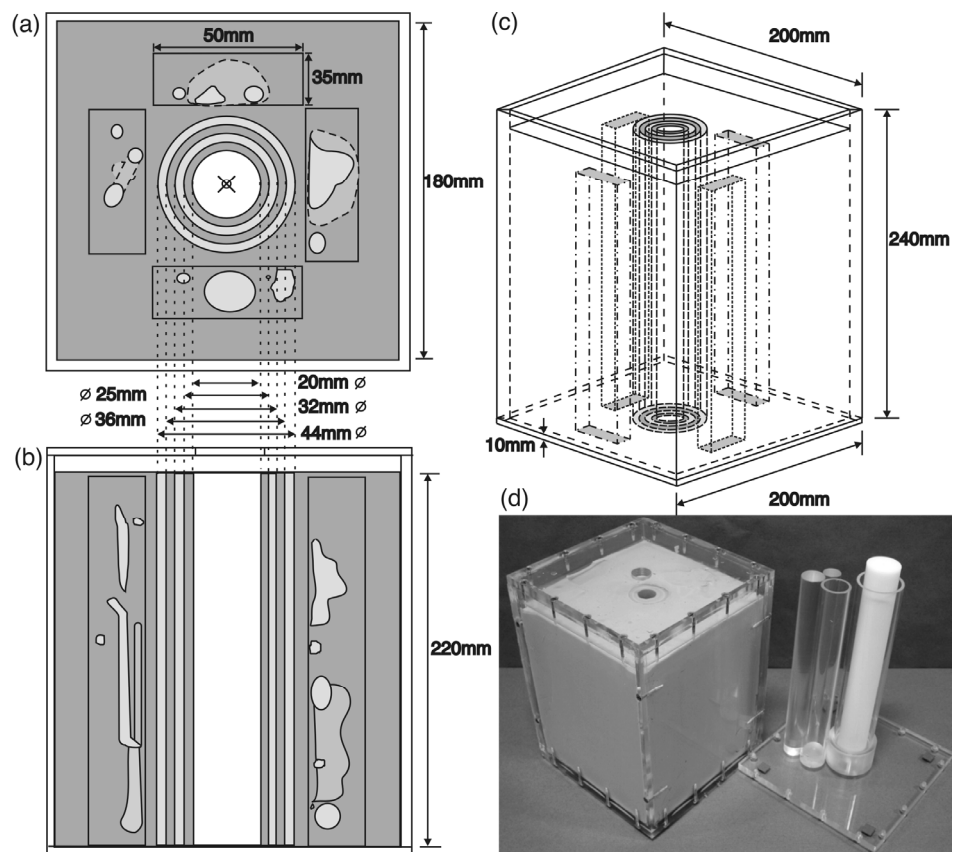 (a)
50mm
35mm
180mm
20mm ⌀
⌀ 25mm
32mm ⌀
⌀ 36mm
44mm ⌀
(b)
220mm
(c)
200mm
240mm
10mm
200mm
(d)